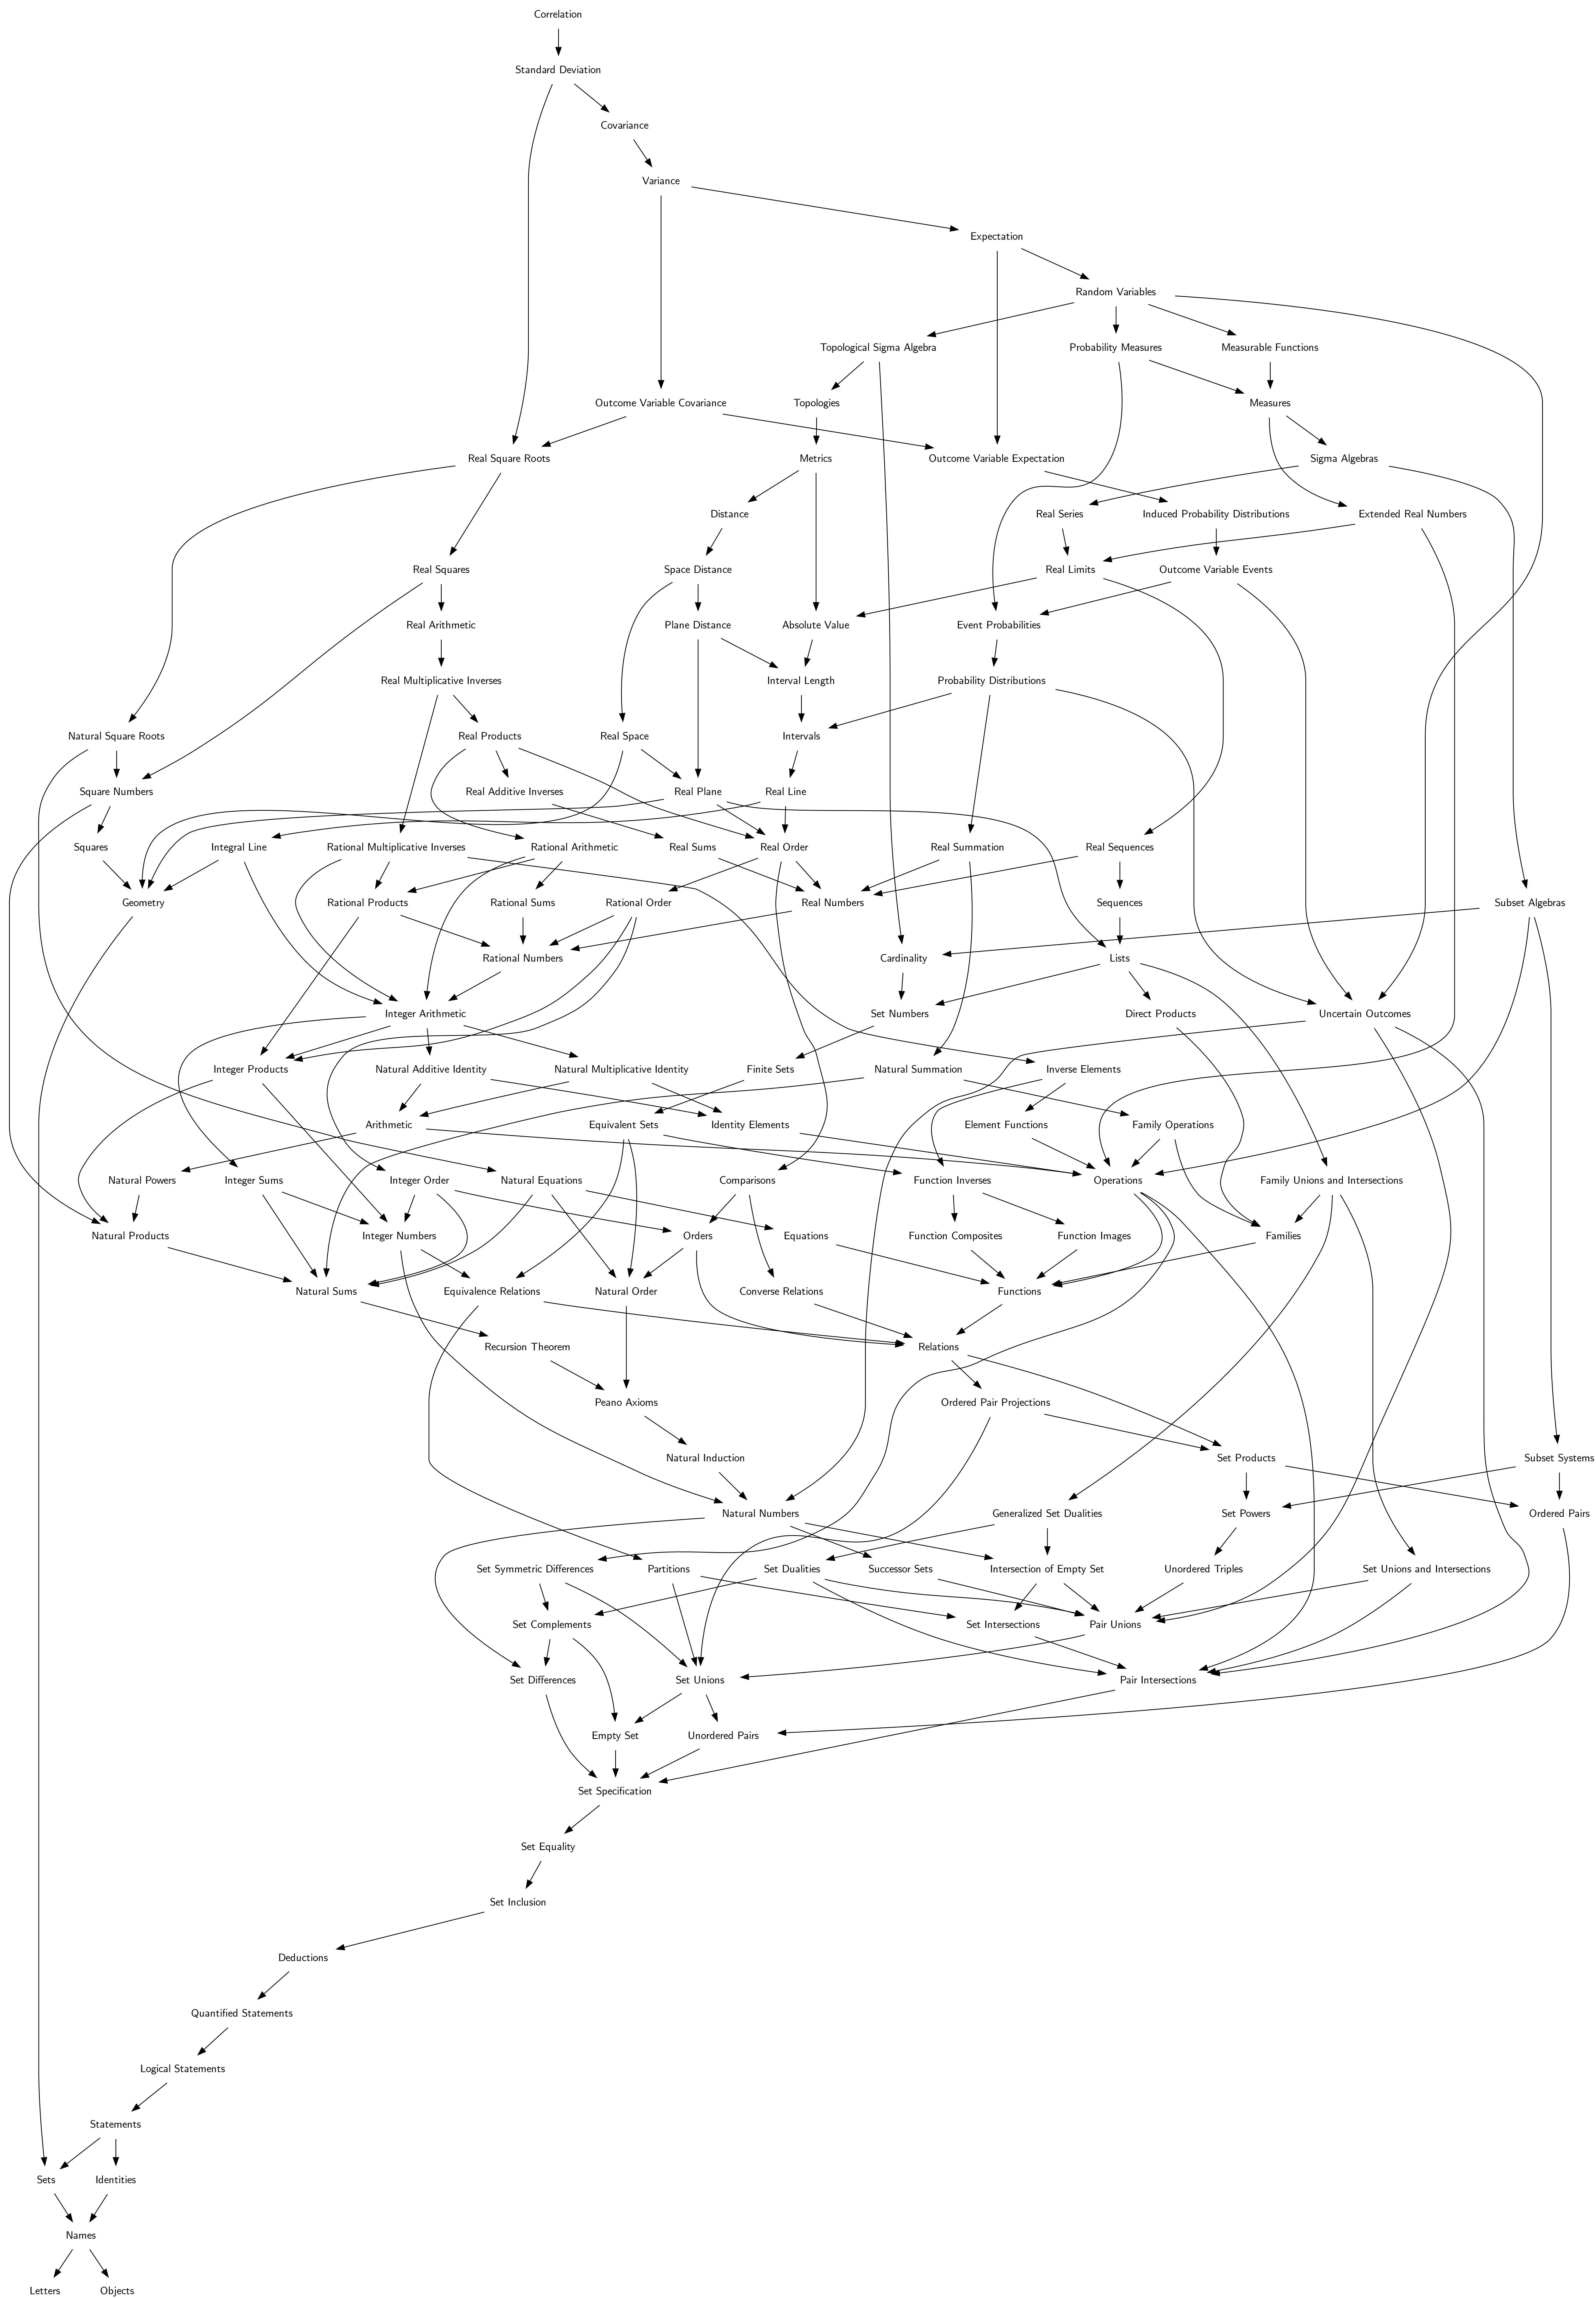 Correlation
Standard Deviation
Covariance
Variance
Expectation
Random Variables
Topological Sigma Algebra
Probability Measures
Measurable Functions
Outcome Variable Covariance
Topologies
Measures
Real Square Roots
Metrics
Outcome Variable Expectation
Sigma Algebras
Distance
Real Series
Induced Probability Distributions
Extended Real Numbers
Real Squares
Space Distance
Real Limits
Outcome Variable Events
Real Arithmetic
Plane Distance
Absolute Value
Event Probabilities
Real Multiplicative Inverses
Interval Length
Probability Distributions
Natural Square Roots
Real Products
Real Space
Intervals
Square Numbers
Real Additive Inverses
Real Plane
Real Line
Squares
Integral Line
Rational Multiplicative Inverses
Rational Arithmetic
Real Sums
Real Order
Real Summation
Real Sequences
Geometry
Rational Products
Rational Sums
Rational Order
Real Numbers
Sequences
Subset Algebras
Rational Numbers
Cardinality
Lists
Integer Arithmetic
Set Numbers
Direct Products
Uncertain Outcomes
Integer Products
Natural Additive Identity
Natural Multiplicative Identity
Finite Sets
Natural Summation
Inverse Elements
Arithmetic
Equivalent Sets
Identity Elements
Element Functions
Family Operations
Natural Powers
Integer Sums
Integer Order
Natural Equations
Comparisons
Function Inverses
Operations
Family Unions and Intersections
Natural Products
Integer Numbers
Orders
Equations
Function Composites
Function Images
Families
Natural Sums
Equivalence Relations
Natural Order
Converse Relations
Functions
Recursion Theorem
Relations
Peano Axioms
Ordered Pair Projections
Natural Induction
Set Products
Subset Systems
Natural Numbers
Generalized Set Dualities
Set Powers
Ordered Pairs
Set Symmetric Differences
Partitions
Set Dualities
Successor Sets
Intersection of Empty Set
Unordered Triples
Set Unions and Intersections
Set Complements
Set Intersections
Pair Unions
Set Differences
Set Unions
Pair Intersections
Empty Set
Unordered Pairs
Set Specification
Set Equality
Set Inclusion
Deductions
Quantified Statements
Logical Statements
Statements
Sets
Identities
Names
Letters
Objects